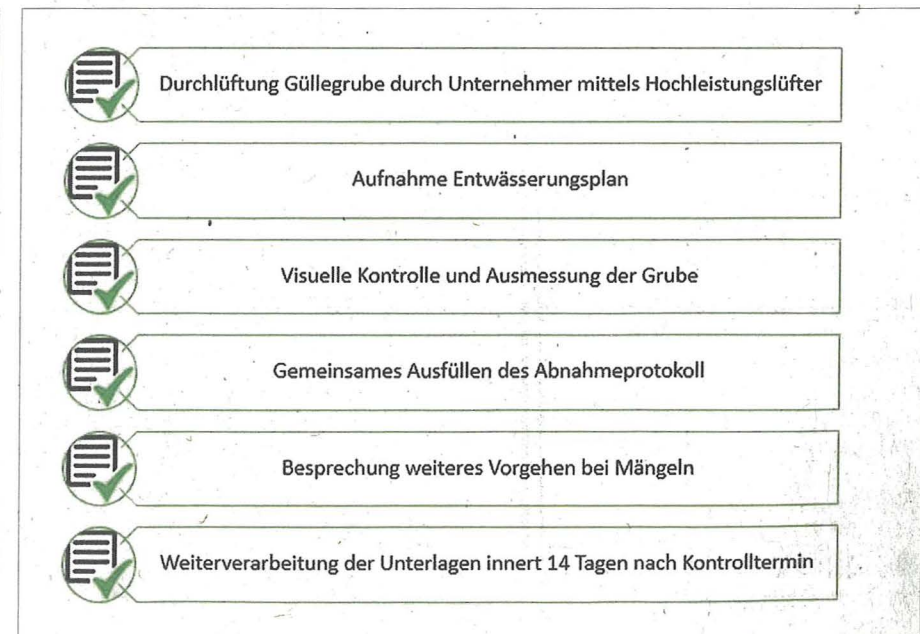 Durchlüftung Güllegrube durch Unternehmer mittels Hochleistungslüfter
Aufnahme Entwässerungsplan
Visuelle Kontrolle und Ausmessung der Grube
Gemeinsames Ausfüllen des Abnahmeprotokoll
Besprechung weiteres Vorgehen bei Mängeln
Weiterverarbeitung der Unterlagen innert 14 Tagen nach Kontrolltermin